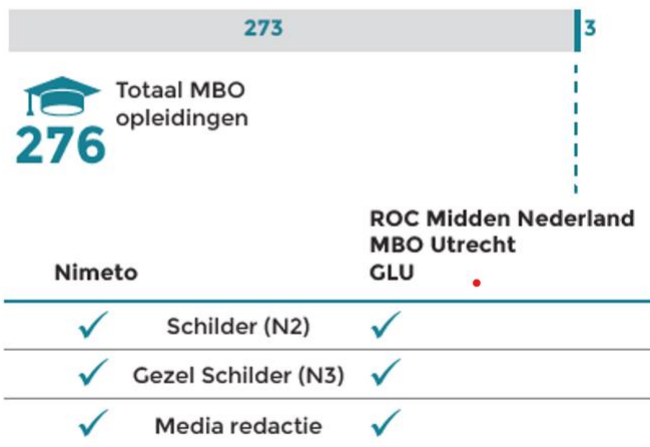 273 3
Totaal MBO
opleidingen
276
ROC Midden Nederland
MBO Utrecht
Nimeto GLU
Schilder (N2)
Gezel Schilder (N3)
Media redactie